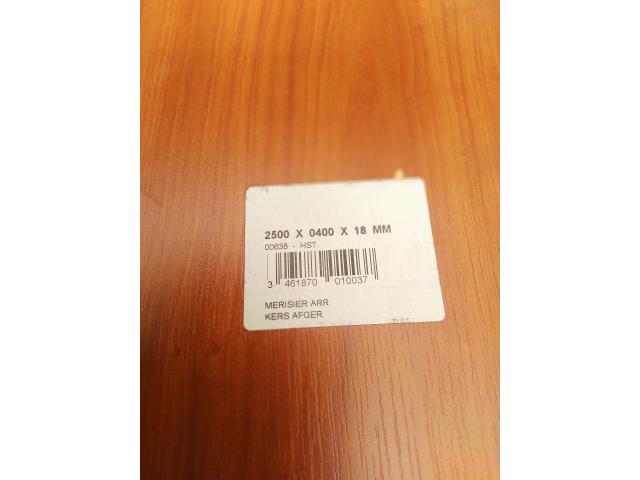 2500 X 0400 X 18 MM
00638 - HST
3 461870 010037
MERISIER ARR.
KERS AFGER.